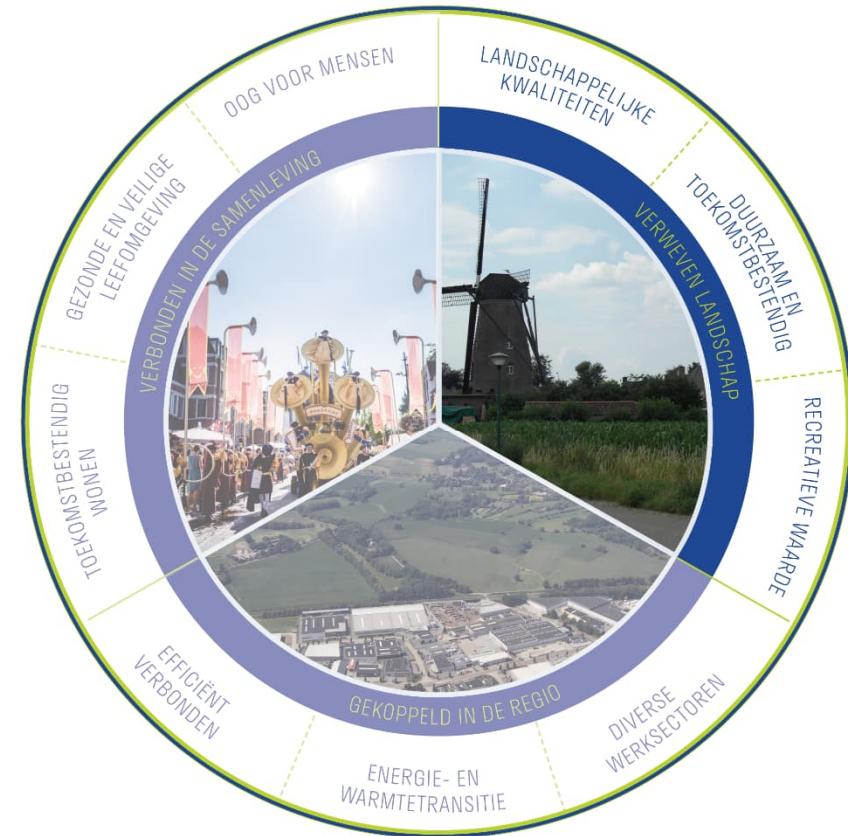 OOG VOOR MENSEN
LANDSCHAPPELIJKE
KWALITEITEN
DUURZAAM EN
TOEKOMSTBESTENDIG
RECREATIEVE WAARDE
DIVERSE
WERKSECTOREN
ENERGIE- EN
WARMTETRANSITIE
EFFICIËNT
VERBONDEN
TOEKOMSTBESTENDIG
WONEN
GEZONDE EN VEILIGE
LEEFOMGEVING
VERBONDEN IN DE SAMENLEVING
VERWEVEN LANDSCHAP
GEKOPPELD IN DE REGIO